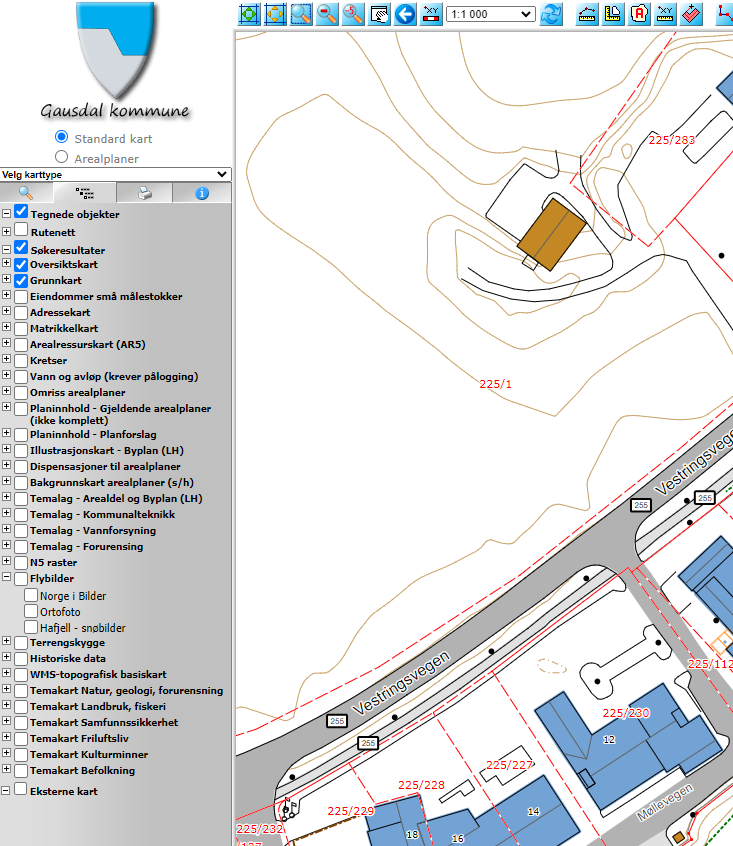 Gausdal kommune
Standard kart
Arealplaner
Velg karttype
Tegnede objekter
Rutenett
Søkeresultater
Oversiktskart
Grunnkart
Eiendommer små målestokker
Adressekart
Matrikkelkart
Arealressurskart (AR5)
Kretser
Vann og avløp (krever pålogging)
Omriss arealplaner
Planinnhold - Gjeldende arealplaner
(ikke komplett)
Planinnhold - Planforslag
Illustrasjonskart - Byplan (LH)
Dispensasjoner til arealplaner
Bakgrunnskart arealplaner (s/h)
Temalag - Arealdel og Byplan (LH)
Temalag - Kommunalteknikk
Temalag - Vannforsyning
Temalag - Forurensing
N5 raster
Flybilder
Norge i Bilder
Ortofoto
Hafjell - snøbilder
Terrengskygge
Historiske data
WMS-topografisk basiskart
Temakart Natur, geologi, forurensning
Temakart Landbruk, fiskeri
Temakart Samfunnssikkerhet
Temakart Friluftsliv
Temakart Kulturminner
Temakart Befolkning
Eksterne kart
XY
1:1 000
XY
225/283
225/1
Vestringsvegen
255
255
225/112
225/230
12
Vestringsvegen
255
255
225/227
225/228
225/229
225/232
14
16
18
Møllevegen